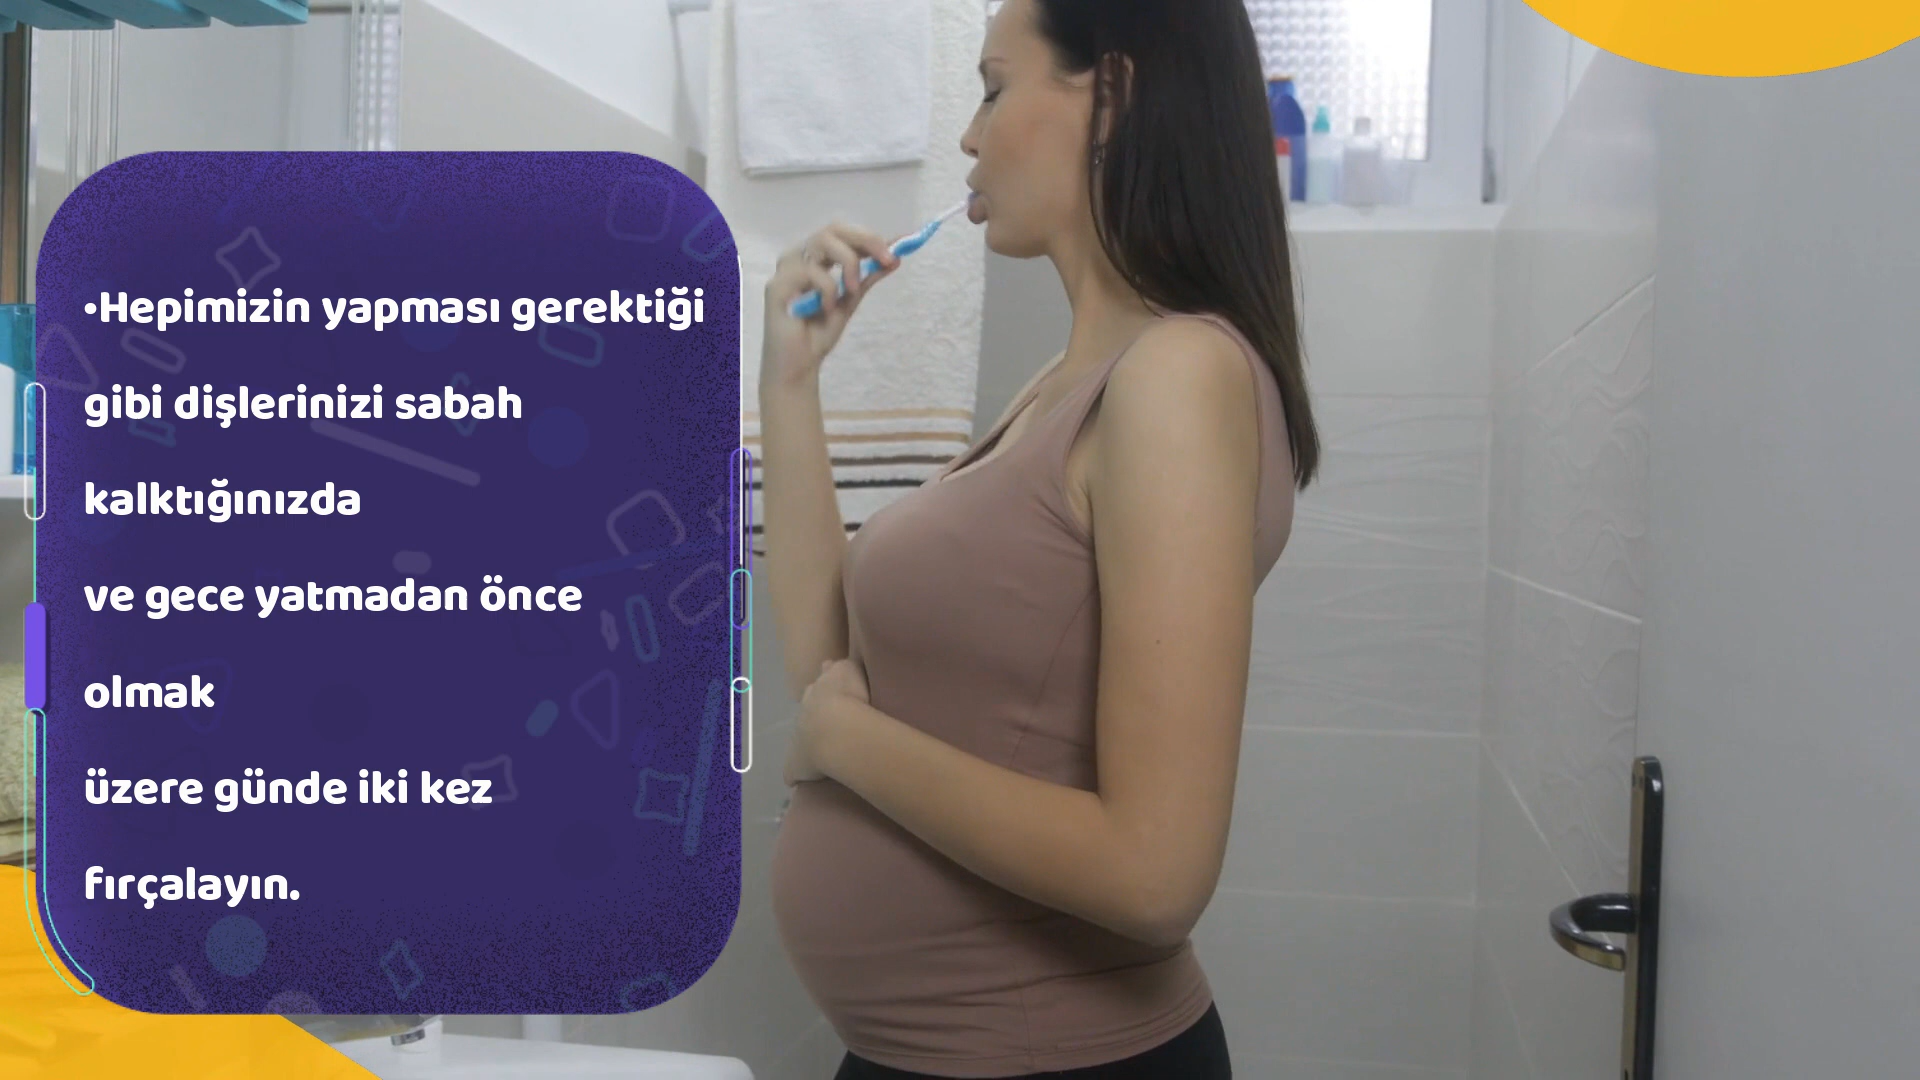 •Hepimizin yapması gerektiği
gibi dişlerinizi sabah
kalktığınızda
ve gece yatmadan önce
olmak
üzere günde iki kez
fırçalayın.